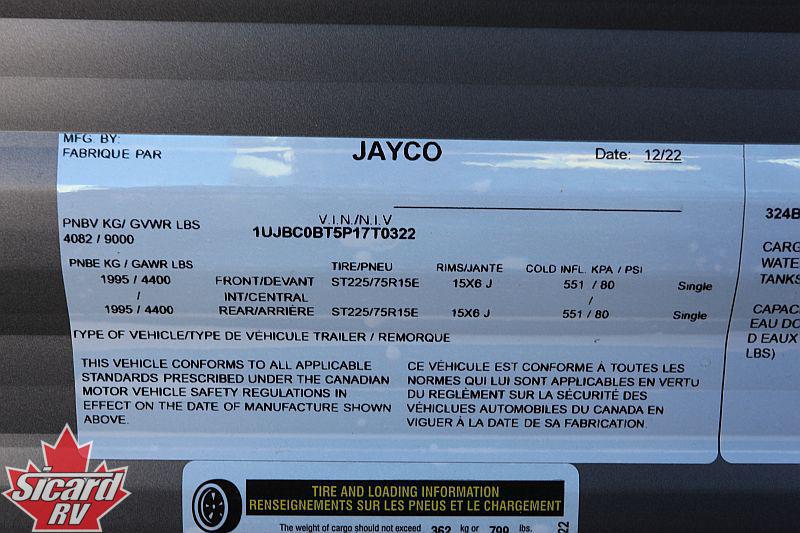 MFG. BY:
FABRIQUE PAR
JAYCO
Date: 12/22
V.I.N./N.I.V
PNBV KG/ GVWR LBS
4082 / 9000
1UJBC0BT5P17T0322
PNBE KG / GAWR LBS
TIRE/PNEU
RIMS/JANTE
COLD INFL. KPA / PSI
1995 / 4400
FRONT/DEVANT
ST225/75R15E
15X6 J
551 / 80
Single
/
INT/CENTRAL
/
1995 / 4400
REAR/ARRIÈRE
ST225/75R15E
15X6 J
551 / 80
Single
TYPE OF VEHICLE/TYPE DE VÉHICULE TRAILER / REMORQUE
THIS VEHICLE CONFORMS TO ALL APPLICABLE
STANDARDS PRESCRIBED UNDER THE CANADIAN
MOTOR VEHICLE SAFETY REGULATIONS IN
EFFECT ON THE DATE OF MANUFACTURE SHOWN
ABOVE.
CE VÉHICULE EST CONFORME À TOUTES LES
NORMES QUI LUI SONT APPLICABLES EN VERTU
DU REGLÈMENT SUR LA SÉCURITÉ DES
VÉHICLUES AUTOMOBILES DU CANADA EN
VIGUER À LA DATE DE SA FABRICATION.
324B
CARG
WATE
TANKS
CAPAC
EAU DO
D EAUX
LBS)
TIRE AND LOADING INFORMATION
RENSEIGNEMENTS SUR LES PNEUS ET LE CHARGEMENT
The weight of cargo should not exceed 362 kg or 799 lbs.
22
Sicard
RV